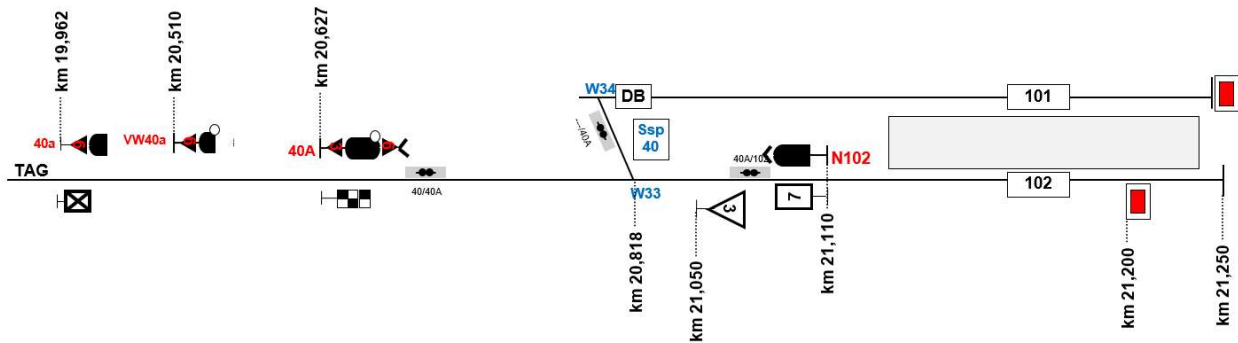 km 19,962
km 20,510
km 20,627
W34
DB
101
---/40A
Ssp
40
40a
VW40a
40A
40A/102
N102
TAG
40/40A
W33
3
7
102
km 20,818
km 21,050
km 21,110
km 21,200
km 21,250